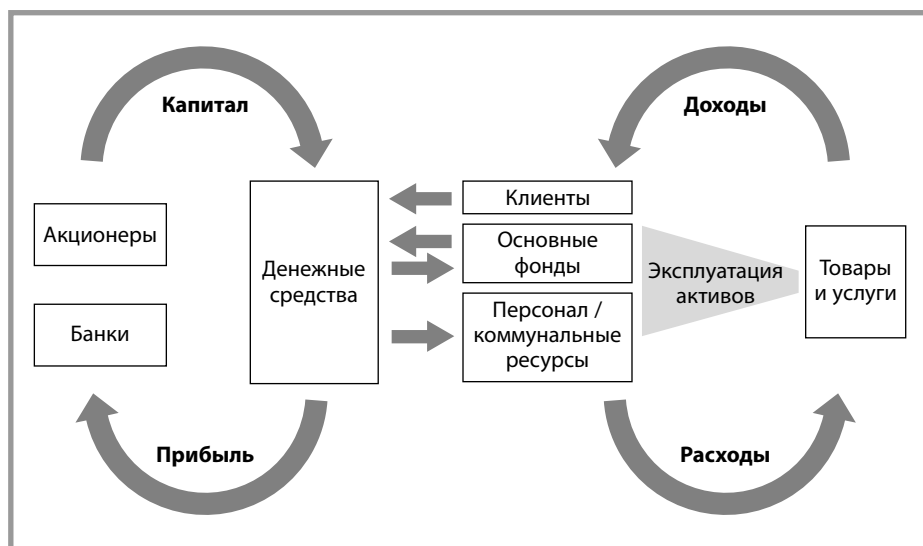 Капитал
Доходы
Акционеры
Банки
Денежные
средства
Клиенты
Основные
фонды
Персонал /
коммунальные
ресурсы
Эксплуатация
активов
Товары
и услуги
Прибыль
Расходы